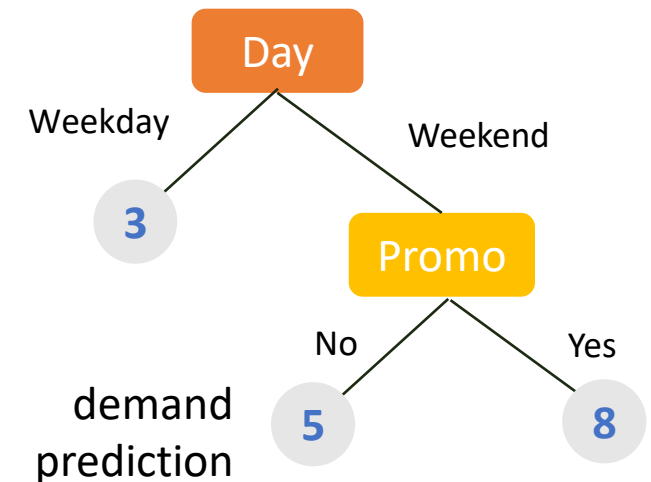 Day
Weekday
Weekend
3
Promo
No
Yes
demand
prediction
5
8